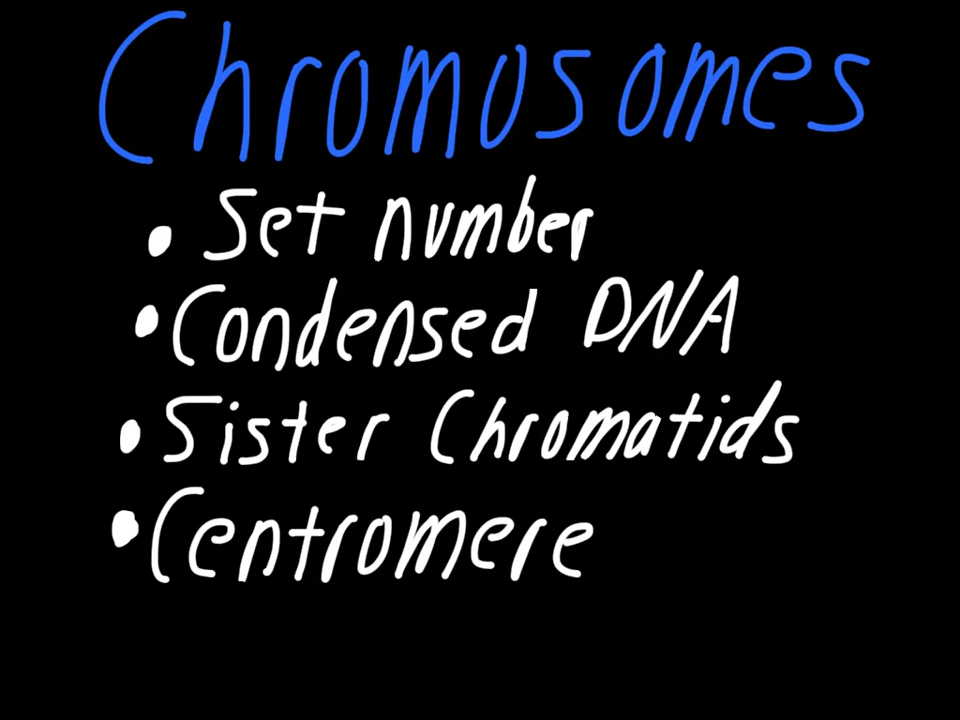 Chromosomes
• Set number
• Condensed DNA
• Sister Chromatids
• Centromere